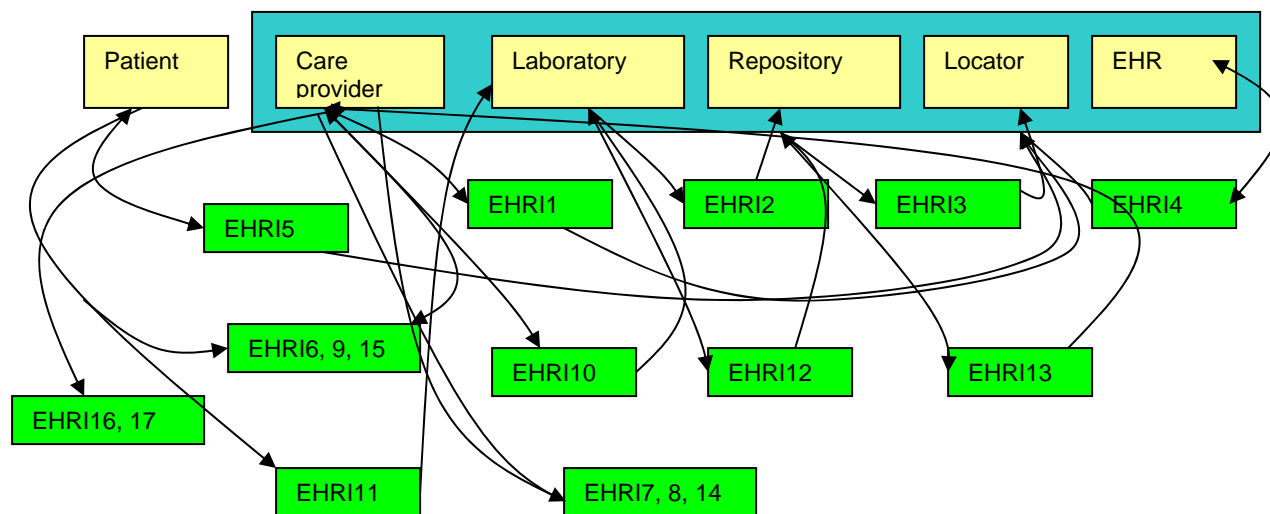 Patient
Care
provider
Laboratory
Repository
Locator
EHR
EHRI1
EHRI2
EHRI3
EHRI4
EHRI5
EHRI6, 9, 15
EHRI10
EHRI12
EHRI13
EHRI16, 17
EHRI11
EHRI7, 8, 14